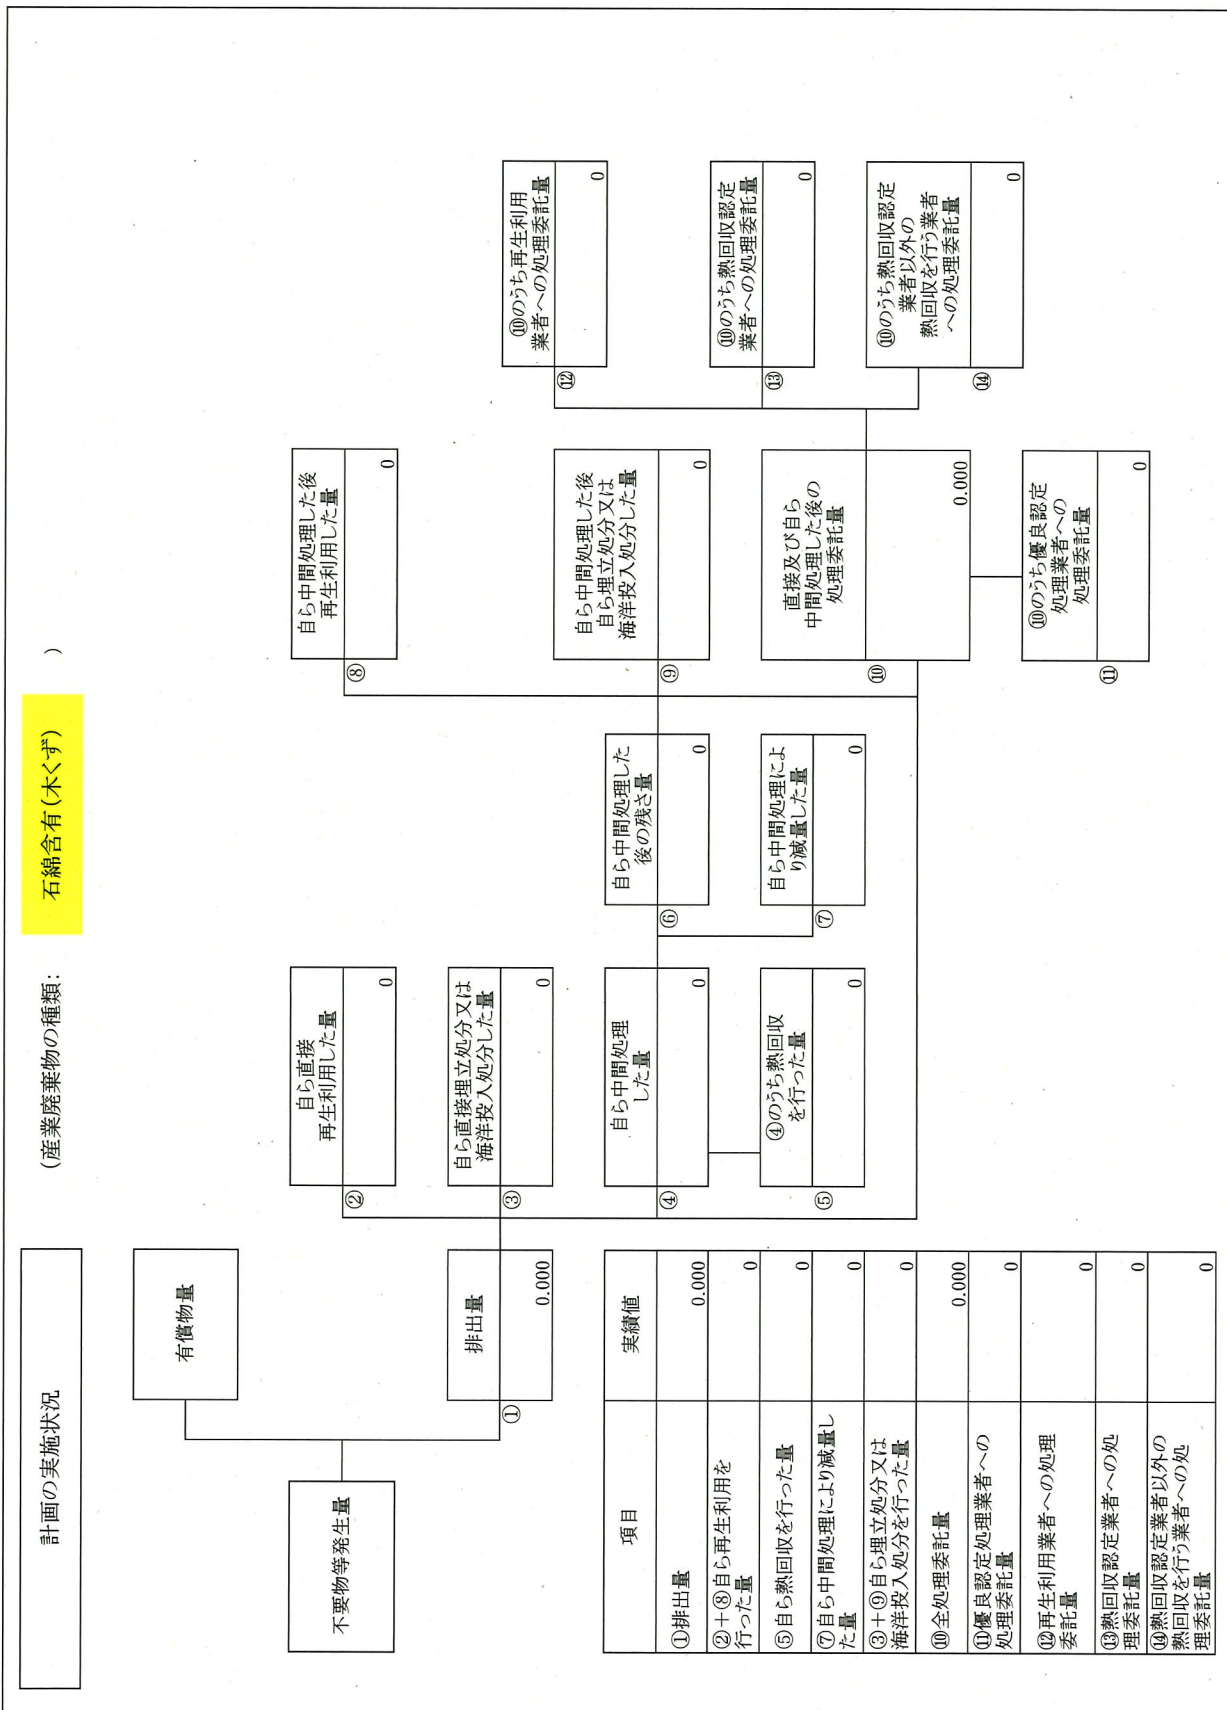 計画の実施状況
(産業廃棄物の種類: 石綿含有(木くず) )
不要物等発生量
有償物量
①
排出量
0.000
②
自ら直接
再生利用した量
0
③
自ら直接埋立処分又は
海洋投入処分した量
0
④
自ら中間処理
した量
0
⑤
④のうち熱回収
を行った量
0
⑥
自ら中間処理した
後の残さ量
0
⑦
自ら中間処理によ
り減量した量
0
⑧
自ら中間処理した後
再生利用した量
0
⑨
自ら中間処理した後
自ら埋立処分又は
海洋投入処分した量
0
⑩
直接及び自ら
中間処理した後の
処理委託量
0.000
⑪
⑩のうち優良認定
処理業者への
処理委託量
0
⑫
⑩のうち再生利用
業者への処理委託量
0
⑬
⑩のうち熱回収認定
業者への処理委託量
0
⑭
⑩のうち熱回収認定
業者以外の
熱回収を行う業者
への処理委託量
0
項目 実績値
①排出量 0.000
②+⑧自ら再生利用を
行った量 0
⑤自ら熱回収を行った量 0
⑦自ら中間処理により減量し
た量 0
③+⑨自ら埋立処分又は
海洋投入処分を行った量 0
⑩全処理委託量 0.000
⑪優良認定処理業者への
処理委託量 0
⑫再生利用業者への処理
委託量 0
⑬熱回収認定業者への処
理委託量 0
⑭熱回収認定業者以外の
熱回収を行う業者への処
理委託量 0